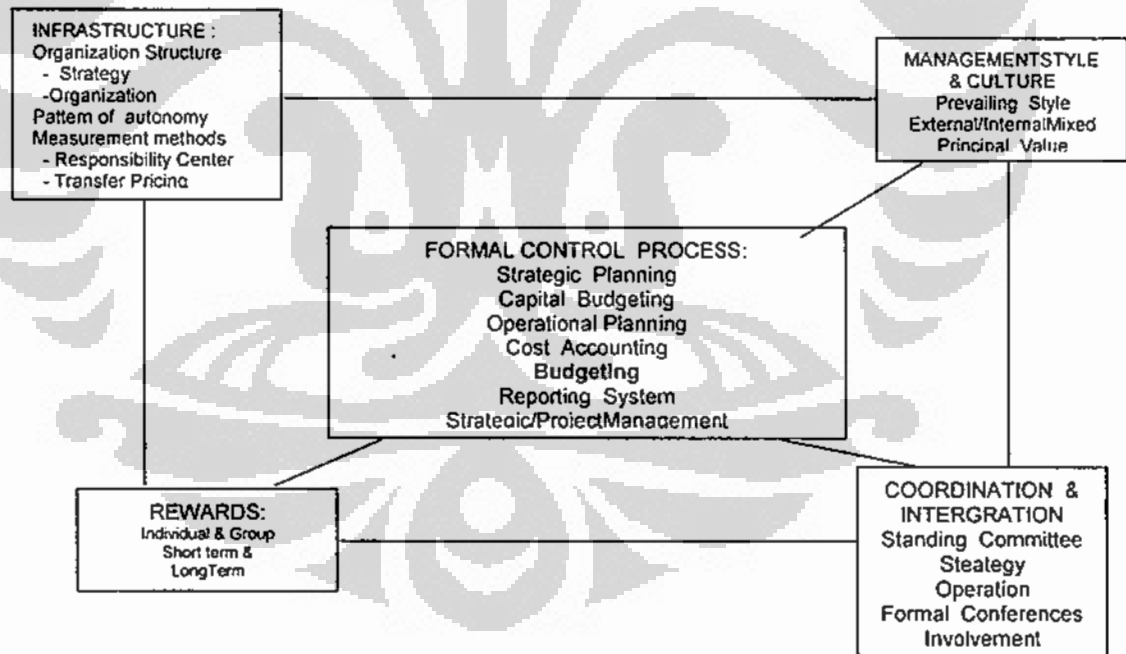 INFRASTRUCTURE :
Organization Structure
- Strategy
-Organization
Pattem of autonomy
Measurement methods
- Responsibility Center
- Transfer Pricing
MANAGEMENTSTYLE
& CULTURE
Prevailing Style
External/InternalMixed
Principal Value
FORMAL CONTROL PROCESS:
Strategic Planning
Capital Budgeting
Operational Planning
Cost Accounting
Budgeting
Reporting System
Strategic/ProjectManagement
REWARDS:
Individual & Group
Short term &
LongTerm
COORDINATION &
INTERGRATION
Standing Committee
Steategy
Operation
Formal Conferences
Involvement